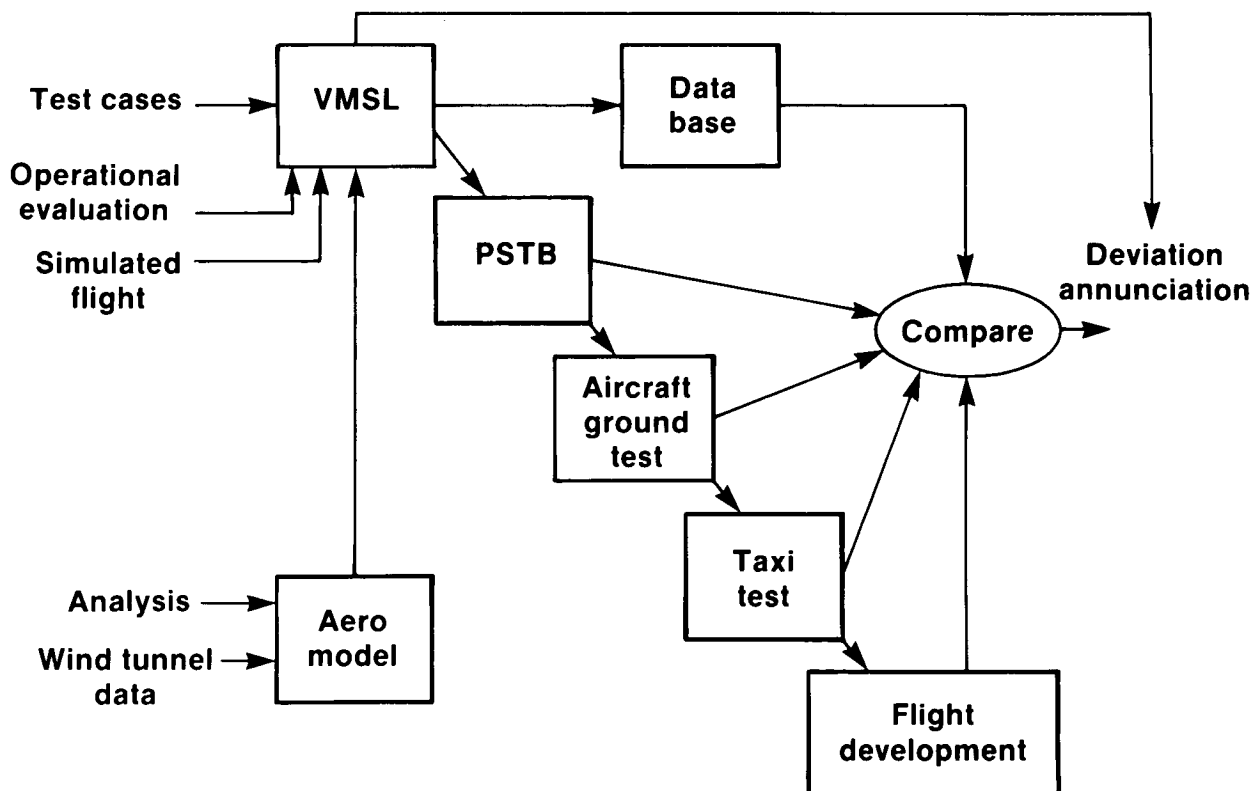 Test cases
VMSL
Data
base
Operational
evaluation
Simulated
flight
PSTB
Deviation
annunciation
Compare
Aircraft
ground
test
Taxi
test
Analysis
Wind tunnel
data
Aero
model
Flight
development